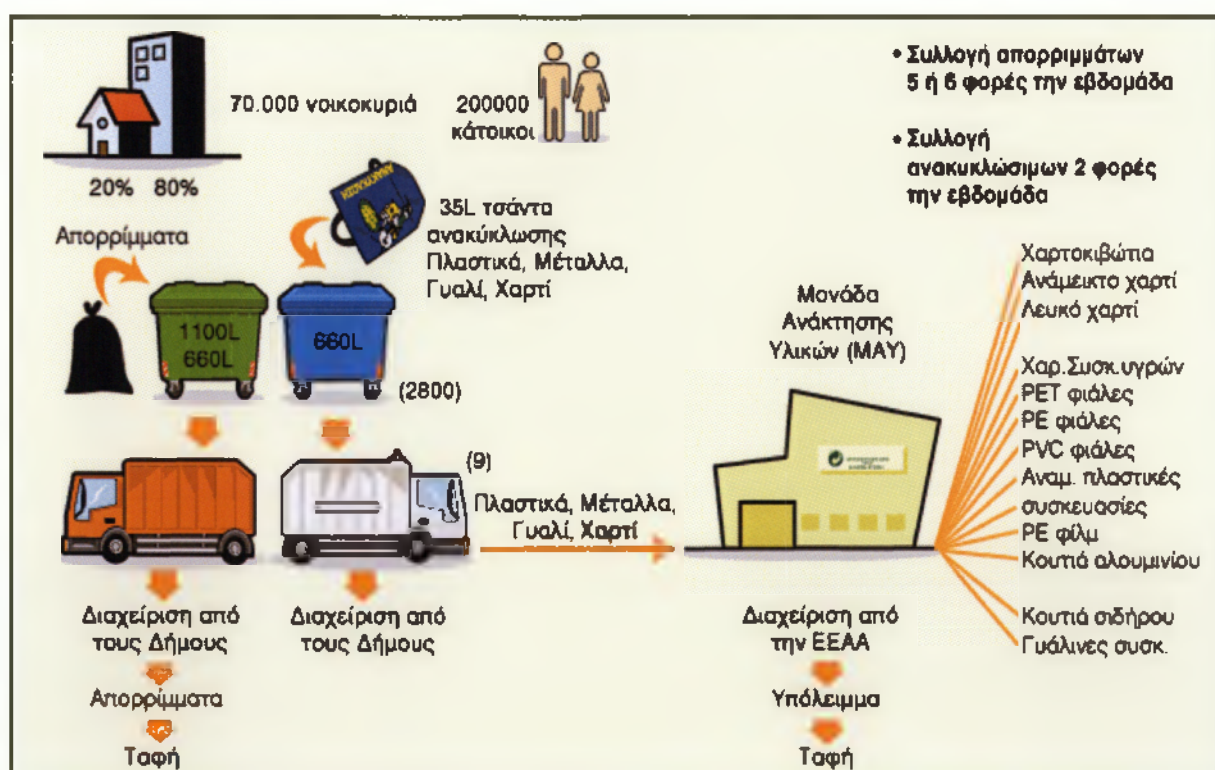 70.000 νοικοκυριά
200000
κάτοικοι
20% 80%
• Συλλογή απορριμμάτων
5 ή 6 φορές την εβδομάδα
• Συλλογή
ανακυκλώσιμων 2 φορές
την εβδομάδα
Απορρίμματα
ΑΝΑΚΥΚΛΩΣΗ
35L τσάντα
ανακύκλωσης
Πλαστικά, Μέταλλα,
Γυαλί, Χαρτί
1100L
660L
660L
(2800)
(9)
Πλαστικά, Μέταλλα,
Γυαλί, Χαρτί
Μονάδα
Ανάκτησης
Υλικών (ΜΑΥ)
Χαρτοκιβώτια
Ανάμεικτο χαρτί
Λευκό χαρτί
Χαρ.Συσκ.υγρών
PET φιάλες
PE φιάλες
PVC φιάλες
Αναμ. πλαστικές
συσκευασίες
PE φίλμ
Κουτιά αλουμινίου
Κουτιά σιδήρου
Γυάλινες συσκ.
Διαχείριση από
τους Δήμους
Απορρίμματα
Ταφή
Διαχείριση από
τους Δήμους
Διαχείριση από
την ΕΕΑΑ
Υπόλειμμα
Ταφή